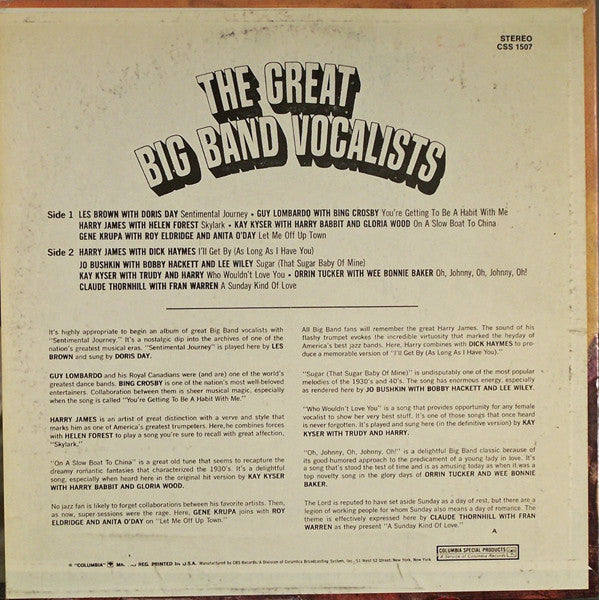 STEREO
CSS 1507
THE GREAT
BIG BAND VOCALISTS
Side 1 LES BROWN WITH DORIS DAY Sentimental Journey • GUY LOMBARDO WITH BING CROSBY You're Getting To Be A Habit With Me
HARRY JAMES WITH HELEN FOREST Skylark • KAY KYSER WITH HARRY BABBIT AND GLORIA WOOD On A Slow Boat To China
GENE KRUPA WITH ROY ELDRIDGE AND ANITA O'DAY Let Me Off Up Town
Side 2 HARRY JAMES WITH DICK HAYMES I'll Get By (As Long As I Have You)
JO BUSHKIN WITH BOBBY HACKETT AND LEE WILEY Sugar (That Sugar Baby Of Mine)
KAY KYSER WITH TRUDY AND HARRY Who Wouldn't Love You • ORRIN TUCKER WITH WEE BONNIE BAKER Oh, Johnny, Oh, Johnny, Oh!
CLAUDE THORNHILL WITH FRAN WARREN A Sunday Kind Of Love
It's highly appropriate to begin an album of great Big Band vocalists with
"Sentimental Journey." It's a nostalgic dip into the archives of one of the
nation's greatest musical eras. "Sentimental Journey" is played here by LES
BROWN and sung by DORIS DAY.
GUY LOMBARDO and his Royal Canadians were (and are) one of the world's
greatest dance bands. BING CROSBY is one of the nation's most well-beloved
entertainers. Collaboration between them is sheer musical magic, especially
when the song is called "You're Getting To Be A Habit With Me."
HARRY JAMES is an artist of great distinction with a verve and style that
marks him as one of America's greatest trumpeters. Here, he combines forces
with HELEN FOREST to play a song you're sure to recall with great affection,
"Skylark."
"On A Slow Boat To China" is a great old tune that seems to recapture the
dreamy romantic fantasies that characterized the 1930's. It's a delightful
song, especially when heard here in the original hit version by KAY KYSER
WITH HARRY BABBIT AND GLORIA WOOD.
No jazz fan is likely to forget collaborations between his favorite artists. Then,
as now, super-sessions were the rage. Here, GENE KRUPA joins with ROY
ELDRIDGE AND ANITA O'DAY on "Let Me Off Up Town."
All Big Band fans will remember the great Harry James. The sound of his
flashy trumpet evokes the incredible virtuosity that marked the heyday of
America's best jazz bands. Here, Harry combines with DICK HAYMES to pro-
duce a memorable version of "I'll Get By (As Long As I Have You)."
"Sugar (That Sugar Baby Of Mine)" is undisputably one of the most popular
melodies of the 1930's and 40's. The song has enormous energy, especially
as rendered here by JO BUSHKIN WITH BOBBY HACKETT AND LEE WILEY.
"Who Wouldn't Love You" is a song that provides opportunity for any female
vocalist to show her very best stuff. It's one of those songs that once heard
is never forgotten. It's played and sung here (in the definitive version) by KAY
KYSER WITH TRUDY AND HARRY.
"Oh, Johnny, Oh, Johnny, Oh!" is a delightful Big Band classic because of
its good-humored approach to the predicament of a young lady in love. It's
a song that's stood the test of time and is as amusing today as when it was a
top novelty song in the glory days of ORRIN TUCKER AND WEE BONNIE
BAKER.
The Lord is reputed to have set aside Sunday as a day of rest, but there are a
legion of working people for whom Sunday also means a day of romance. The
theme is effectively expressed here by CLAUDE THORNHILL WITH FRAN
WARREN as they present "A Sunday Kind Of Love."
A
COLUMBIA SPECIAL PRODUCTS
A Service of Columbia Records
® "COLUMBIA" REG. PRINTED IN U.S.A.
Manufactured by CBS Records/A Division of Columbia Broadcasting System, Inc., 51 West 52 Street, New York, New York